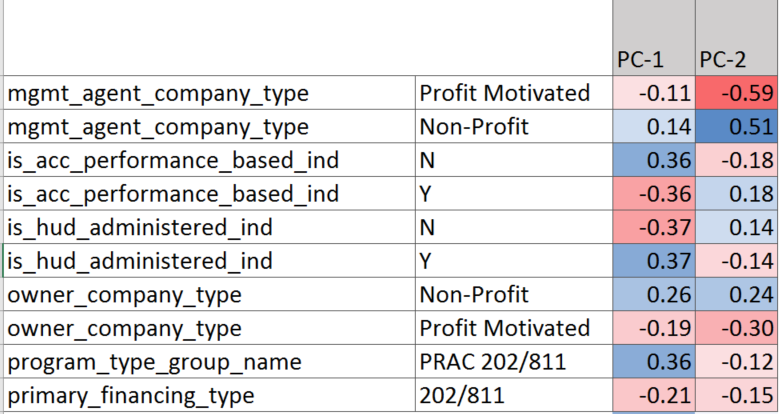 PC-1 PC-2
mgmt_agent_company_type Profit Motivated -0.11 -0.59
mgmt_agent_company_type Non-Profit 0.14 0.51
is_acc_performance_based_ind N 0.36 -0.18
is_acc_performance_based_ind Y -0.36 0.18
is_hud_administered_ind N -0.37 0.14
is_hud_administered_ind Y 0.37 -0.14
owner_company_type Non-Profit 0.26 0.24
owner_company_type Profit Motivated -0.19 -0.30
program_type_group_name PRAC 202/811 0.36 -0.12
primary_financing_type 202/811 -0.21 -0.15